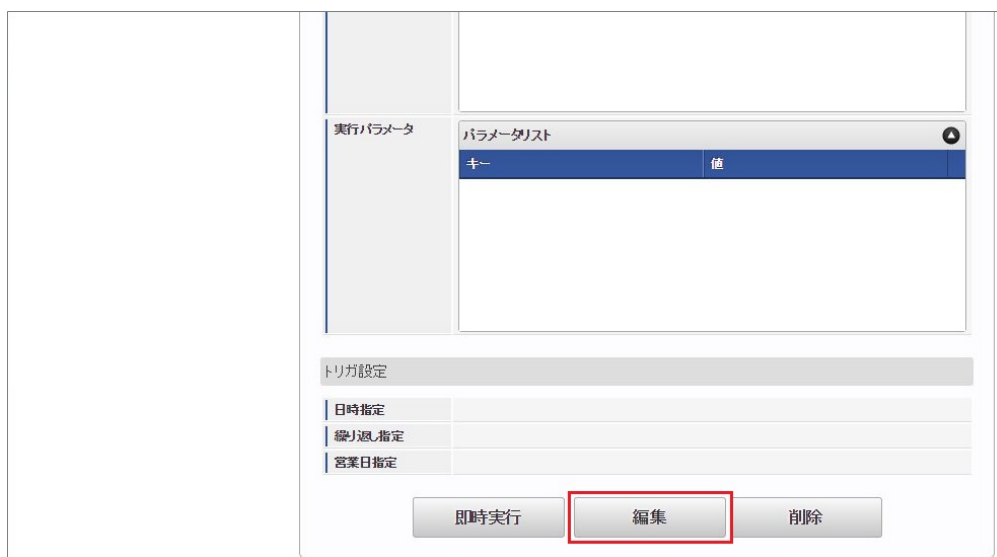 実行パラメータ
パラメータリスト
キー 値
トリガ設定
日時指定
繰り返し指定
営業日指定
即時実行 編集 削除